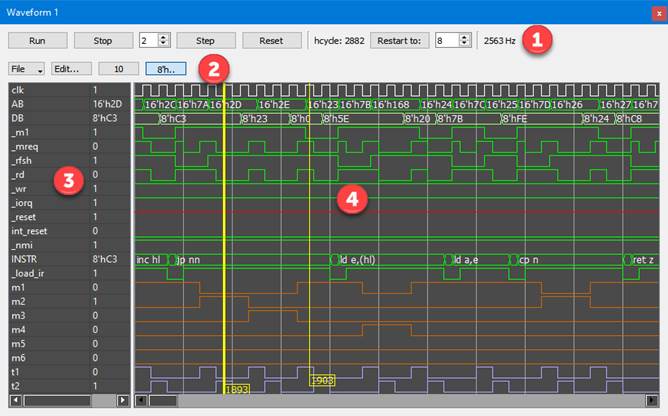 Waveform 1 x
Run Stop 2 Step Reset hcycle: 2882 Restart to: 8 2563 Hz 1
File Edit... 10 8'h.. 2
clk 1
AB 16'h2D 16'h2C 16'h7A 16'h2D 16'h2E 16'h23 16'h7B 16'h168 16'h24 16'h7C 16'h25 16'h7D 16'h26 16'h27 16'h7
DB 8'hC3 8'hC3 8'h23 8'h0 8'h5E 8'h20 8'h7B 8'hFE 8'h24 8'hC8
_m1 1
_mreq 0
_rfsh 1
_rd 0
3
_wr 1
_iorq 1
4
_reset 1
int_reset 0
_nmi 1
INSTR 8'hC3 inc hl jp nn ld e,(hl) ld a,e cp n ret z
_load_ir 1
m1 0
m2 1
m3 0
m4 0
m5 0
m6 0
t1 0 1903
t2 1 1893